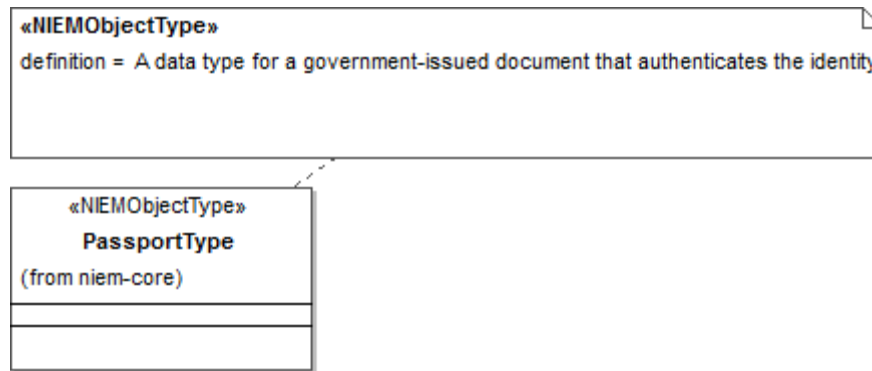 «NIEMObjectType»
definition = A data type for a government-issued document that authenticates the identity
«NIEMObjectType»
PassportType
(from niem-core)